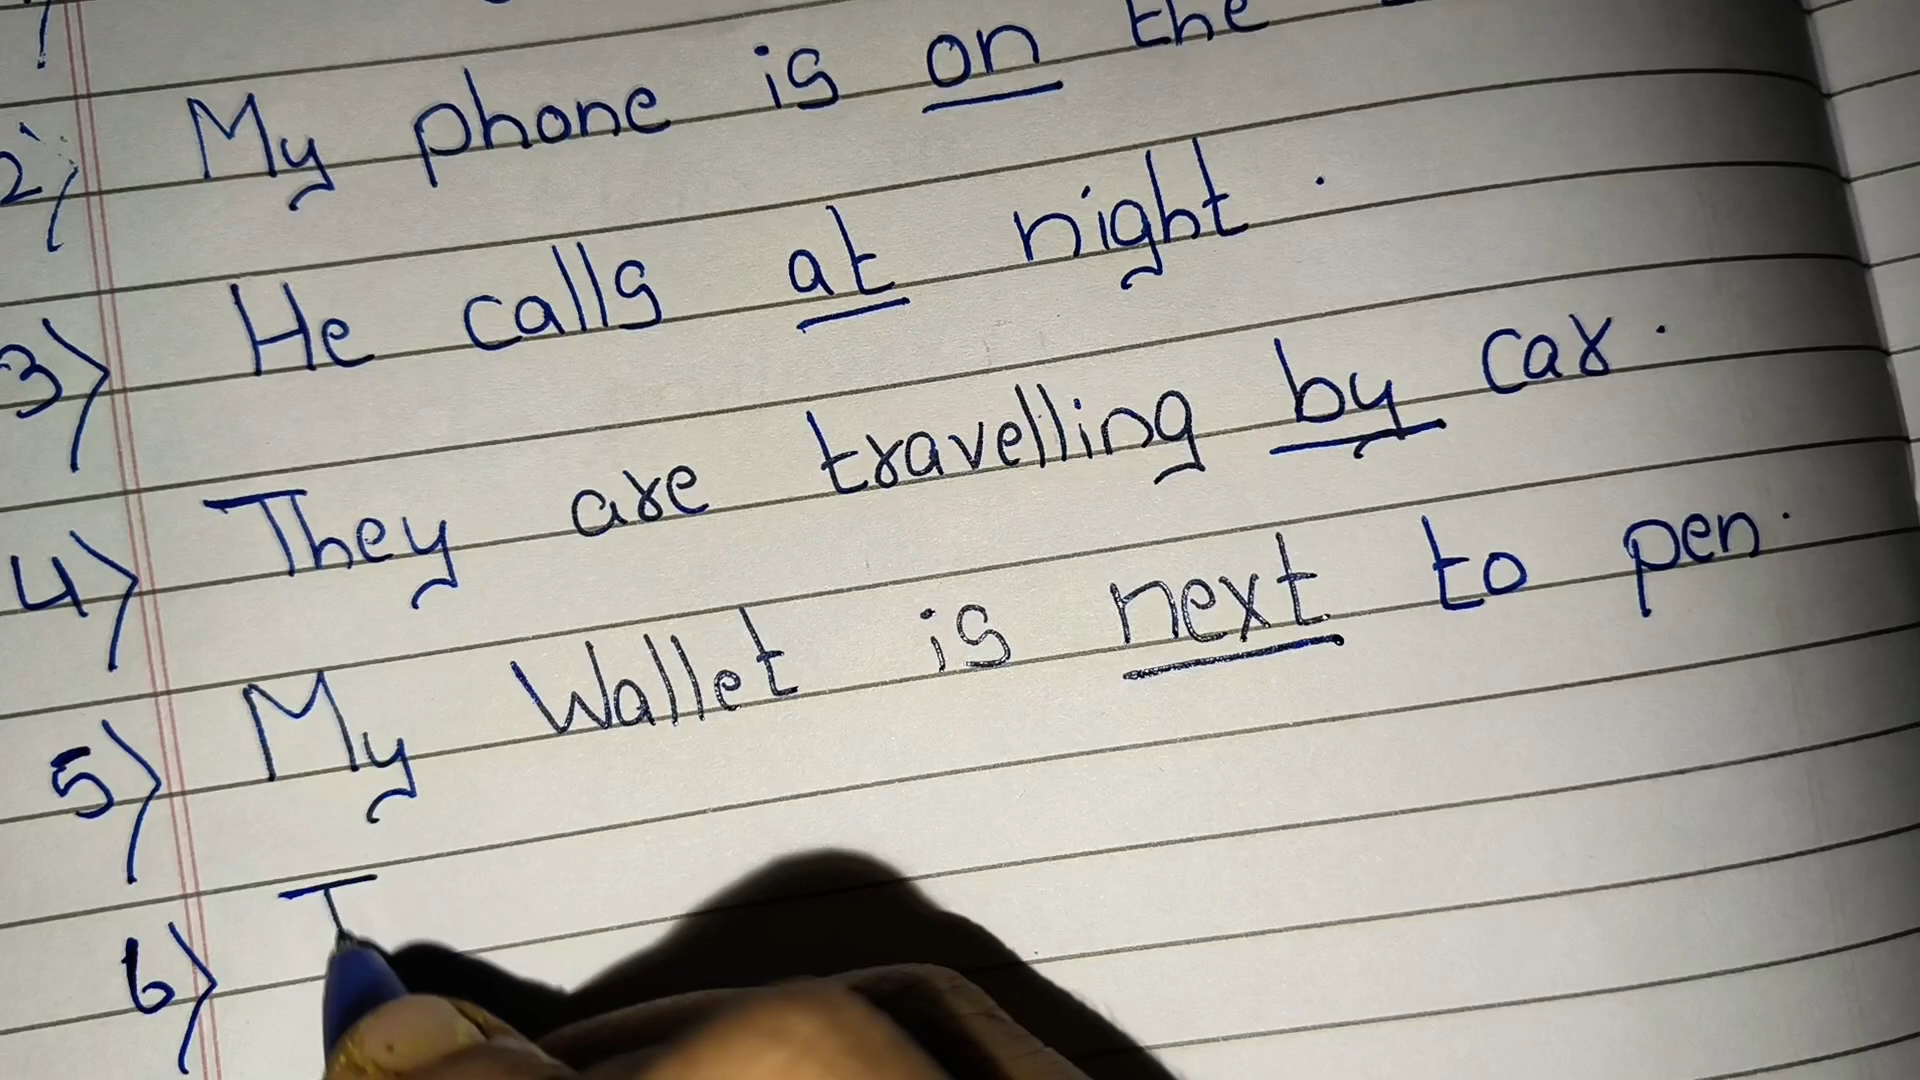 2) My phone is on the
3) He calls at night.
4) They are travelling by car.
5) My Wallet is next to pen.
6) T